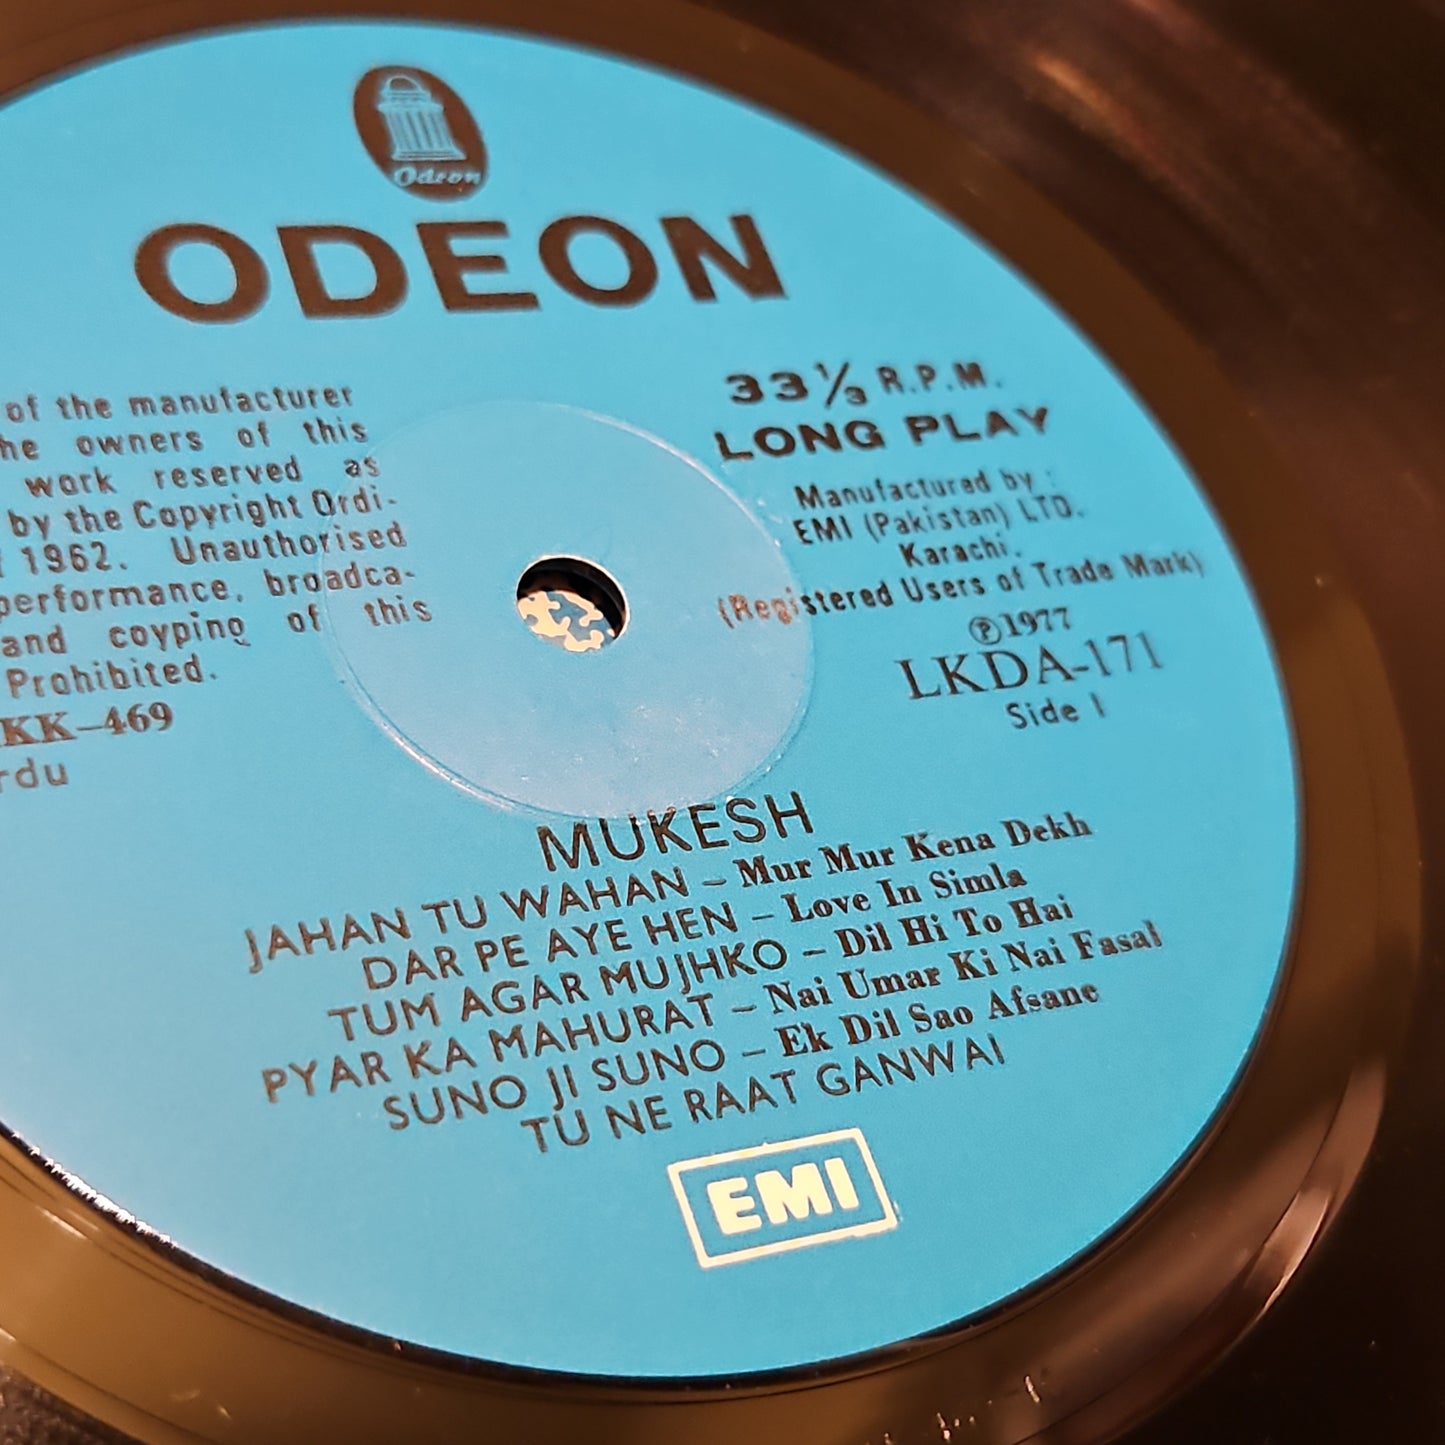 Odeon
ODEON
of the manufacturer
he owners of this
work reserved as
by the Copyright Ordi-
1962. Unauthorised
performance, broadca-
and coyping of this
Prohibited.
KK-469
rdu
33⅓ R.P.M.
LONG PLAY
Manufactured by :
EMI (Pakistan) LTD.
Karachi.
(Registered Users of Trade Mark)
Ⓟ1977
LKDA-171
Side 1
MUKESH
JAHAN TU WAHAN – Mur Mur Kena Dekh
DAR PE AYE HEN – Love In Simla
TUM AGAR MUJHKO – Dil Hi To Hai
PYAR KA MAHURAT – Nai Umar Ki Nai Fasal
SUNO JI SUNO – Ek Dil Sao Afsane
TU NE RAAT GANWAI
EMI